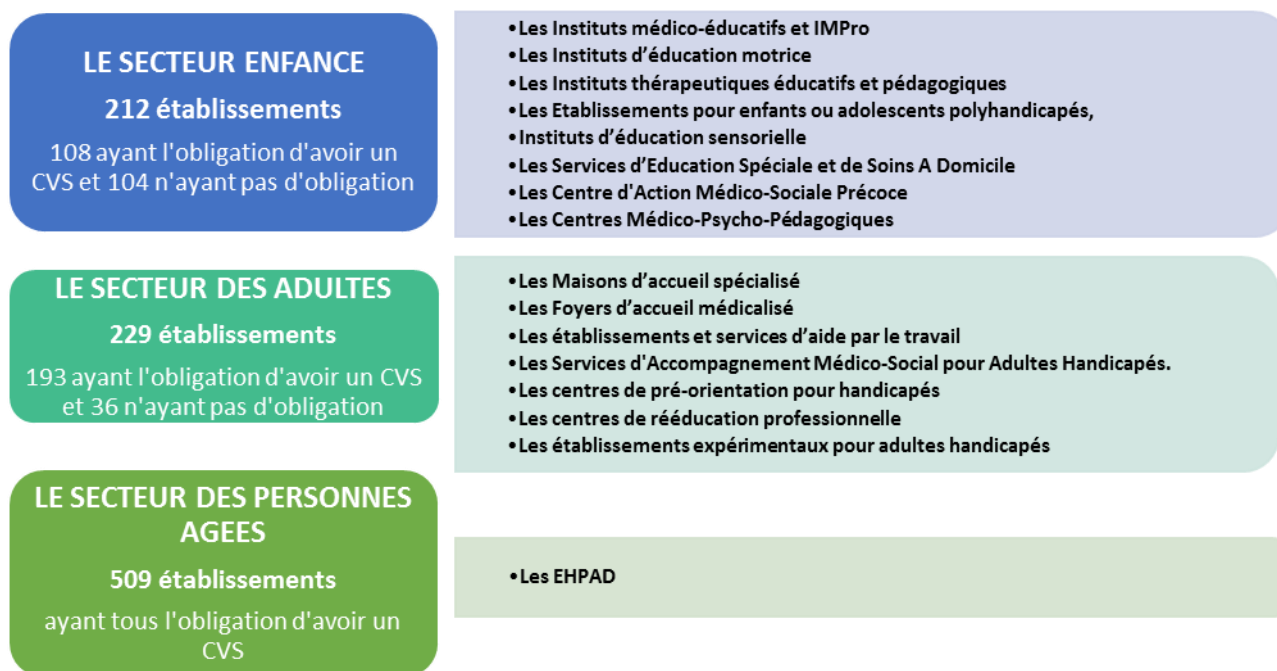 LE SECTEUR ENFANCE
212 établissements
108 ayant l'obligation d'avoir un
CVS et 104 n'ayant pas d'obligation
•Les Instituts médico-éducatifs et IMPro
•Les Instituts d'éducation motrice
•Les Instituts thérapeutiques éducatifs et pédagogiques
•Les Etablissements pour enfants ou adolescents polyhandicapés,
•Instituts d'éducation sensorielle
•Les Services d'Education Spéciale et de Soins A Domicile
•Les Centre d'Action Médico-Sociale Précoce
•Les Centres Médico-Psycho-Pédagogiques
LE SECTEUR DES ADULTES
229 établissements
193 ayant l'obligation d'avoir un CVS
et 36 n'ayant pas d'obligation
•Les Maisons d'accueil spécialisé
•Les Foyers d'accueil médicalisé
•Les établissements et services d'aide par le travail
•Les Services d'Accompagnement Médico-Social pour Adultes Handicapés.
•Les centres de pré-orientation pour handicapés
•Les centres de rééducation professionnelle
•Les établissements expérimentaux pour adultes handicapés
LE SECTEUR DES PERSONNES
AGEES
509 établissements
ayant tous l'obligation d'avoir un
CVS
•Les EHPAD